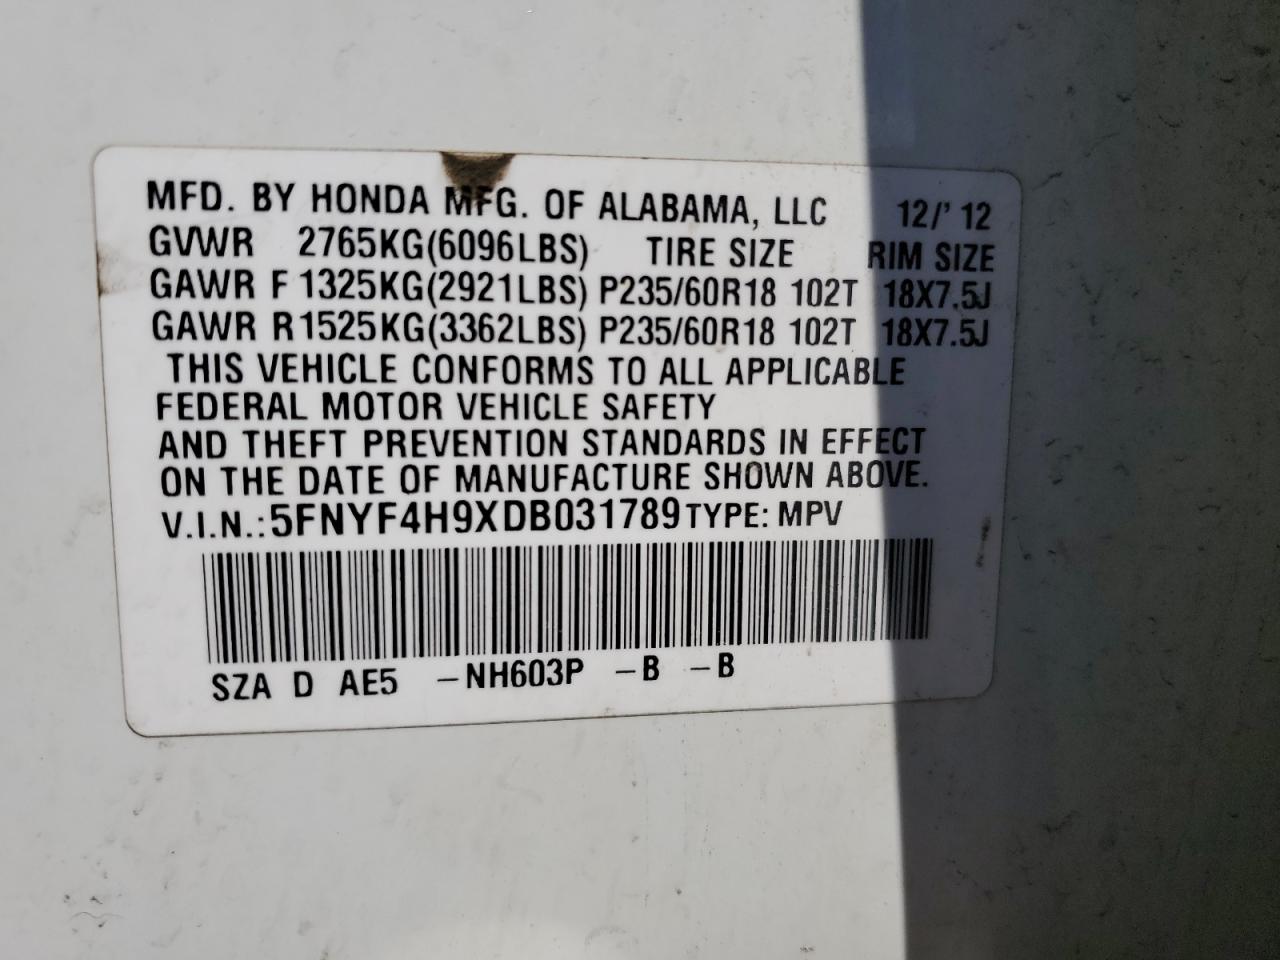 MFD. BY HONDA MFG. OF ALABAMA, LLC 12/' 12
GVWR 2765KG(6096LBS) TIRE SIZE RIM SIZE
GAWR F 1325KG(2921LBS) P235/60R18 102T 18X7.5J
GAWR R 1525KG(3362LBS) P235/60R18 102T 18X7.5J
THIS VEHICLE CONFORMS TO ALL APPLICABLE
FEDERAL MOTOR VEHICLE SAFETY
AND THEFT PREVENTION STANDARDS IN EFFECT
ON THE DATE OF MANUFACTURE SHOWN ABOVE.
V.I.N.: 5FNYF4H9XDB031789 TYPE: MPV
SZA D AE5 –NH603P –B –B